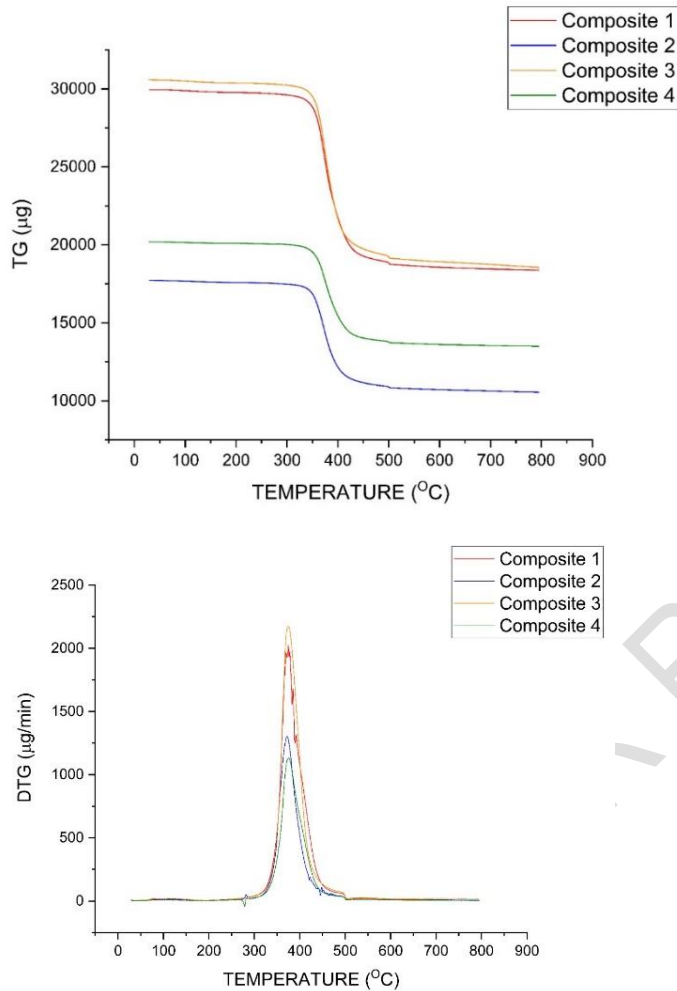 Composite 1
Composite 2
Composite 3
Composite 4
30000
25000
20000
15000
10000
TG (µg)
0 100 200 300 400 500 600 700 800 900
TEMPERATURE (ᴼC)
Composite 1
Composite 2
Composite 3
Composite 4
2500
2000
1500
1000
500
0
DTG (µg/min)
0 100 200 300 400 500 600 700 800 900
TEMPERATURE (ᴼC)